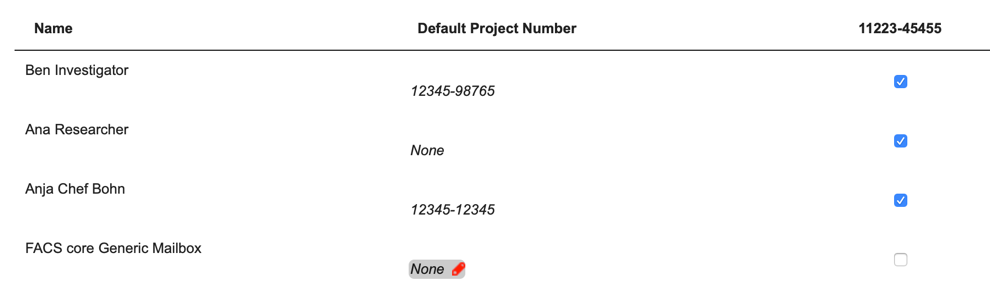 Name Default Project Number 11223-45455
Ben Investigator
12345-98765
Ana Researcher
None
Anja Chef Bohn
12345-12345
FACS core Generic Mailbox
None